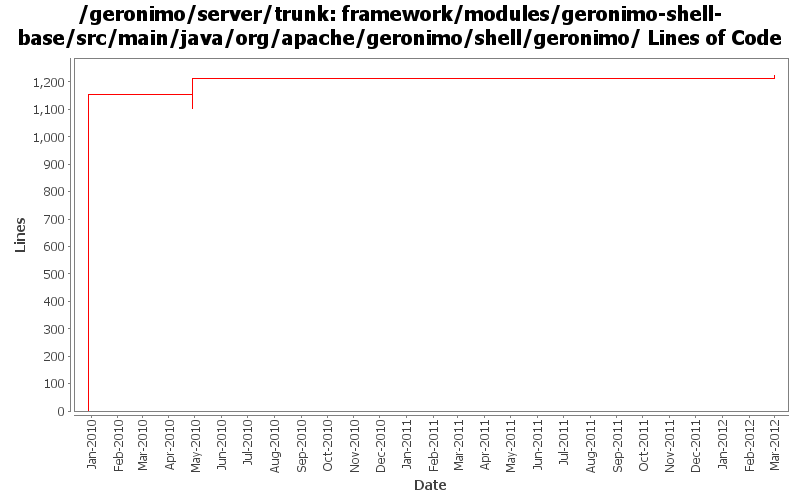 /geronimo/server/trunk: framework/modules/geronimo-shell-
base/src/main/java/org/apache/geronimo/shell/geronimo/ Lines of Code
Lines
1,200
1,100
1,000
900
800
700
600
500
400
300
200
100
0
Jan-2010
Feb-2010
Mar-2010
Apr-2010
May-2010
Jun-2010
Jul-2010
Aug-2010
Sep-2010
Oct-2010
Nov-2010
Dec-2010
Jan-2011
Feb-2011
Mar-2011
Apr-2011
May-2011
Jun-2011
Jul-2011
Aug-2011
Sep-2011
Oct-2011
Nov-2011
Dec-2011
Jan-2012
Feb-2012
Mar-2012
Date